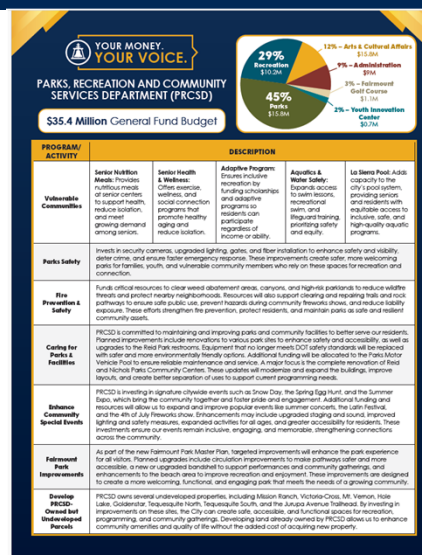 YOUR MONEY.
YOUR VOICE.
PARKS, RECREATION AND COMMUNITY
SERVICES DEPARTMENT (PRCSD)
$35.4 Million General Fund Budget
29%
Recreation
$10.2M
45%
Parks
$15.8M
12% – Arts & Cultural Affairs
$15.8M
9% – Administration
$9M
3% – Fairmount
Golf Course
$1.1M
2% – Youth Innovation
Center
$0.7M
PROGRAM/
ACTIVITY
DESCRIPTION
Vulnerable
Communities
Senior Nutrition
Meals: Provides
nutritious meals
at senior centers
to support health,
reduce isolation,
and meet
growing demand
among seniors.
Senior Health
& Wellness:
Offers exercise,
wellness, and
social connection
programs that
promote healthy
aging and
reduce isolation.
Adaptive Program:
Ensures inclusive
recreation by
funding scholarships
and adaptive
programs so
residents can
participate
regardless of
income or ability.
Aquatics &
Water Safety:
Expands access
to swim lessons,
recreational
swim, and
lifeguard training,
prioritizing safety
and equity.
La Sierra Pool: Adds
capacity to the
city's pool system,
providing seniors
and residents with
equitable access to
inclusive, safe, and
high-quality aquatic
programs.
Parks Safety
Invests in security cameras, upgraded lighting, gates, and fiber installation to enhance safety and visibility,
deter crime, and ensure faster emergency response. These improvements create safer, more welcoming
parks for families, youth, and vulnerable community members who rely on these spaces for recreation and
connection.
Fire
Prevention &
Safety
Funds critical resources to clear weed abatement areas, canyons, and high-risk parklands to reduce wildfire
threats and protect nearby neighborhoods. Resources will also support clearing and repairing trails and rock
pathways to ensure safe public use, prevent hazards during community fireworks shows, and reduce liability
exposure. These efforts strengthen fire prevention, protect residents, and maintain parks as safe and resilient
community assets.
Caring for
Parks &
Facilities
PRCSD is committed to maintaining and improving parks and community facilities to better serve our residents.
Planned improvements include renovations to various park sites to enhance safety and accessibility, as well as
upgrades to the Reid Park restrooms. Equipment that no longer meets DOT safety standards will be replaced
with safer and more environmentally friendly options. Additional funding will be allocated to the Parks Motor
Vehicle Pool to ensure reliable maintenance and service. A major focus is the complete renovation of Reid
and Nichols Parks Community Centers. These updates will modernize and expand the buildings, improve
layouts, and create better separation of uses to support current programming needs.
Enhance
Community
Special Events
PRCSD is investing in signature citywide events such as Snow Day, the Spring Egg Hunt, and the Summer
Expo, which bring the community together and foster pride and engagement. Additional funding and
resources will allow us to expand and improve popular events like summer concerts, the Latin Festival,
and the 4th of July Fireworks show. Enhancements may include upgraded staging and sound, improved
lighting and safety measures, expanded activities for all ages, and greater accessibility for residents. These
investments ensure our events remain inclusive, engaging, and memorable, strengthening connections
across the community.
Fairmount
Park
Improvements
As part of the new Fairmount Park Master Plan, targeted improvements will enhance the park experience
for all visitors. Planned upgrades include circulation improvements to make pathways safer and more
accessible, a new or upgraded bandshell to support performances and community gatherings, and
enhancements to the beach area to improve recreation and enjoyment. These improvements are designed
to create a more welcoming, functional, and engaging park that meets the needs of a growing community.
Develop
PRCSD-
Owned but
Undeveloped
Parcels
PRCSD owns several undeveloped properties, including Mission Ranch, Victoria-Cross, Mt. Vernon, Hole
Lake, Goldenstar, Tequesquite North, Tequesquite South, and the Jurupa Avenue Trailhead. By investing in
improvements on these sites, the City can create safe, accessible, and functional spaces for recreation,
programming, and community gatherings. Developing land already owned by PRCSD allows us to enhance
community amenities and quality of life without the added cost of acquiring new property.